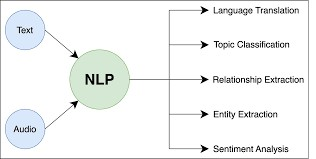 Text
Audio
NLP
Language Translation
Topic Classification
Relationship Extraction
Entity Extraction
Sentiment Analysis